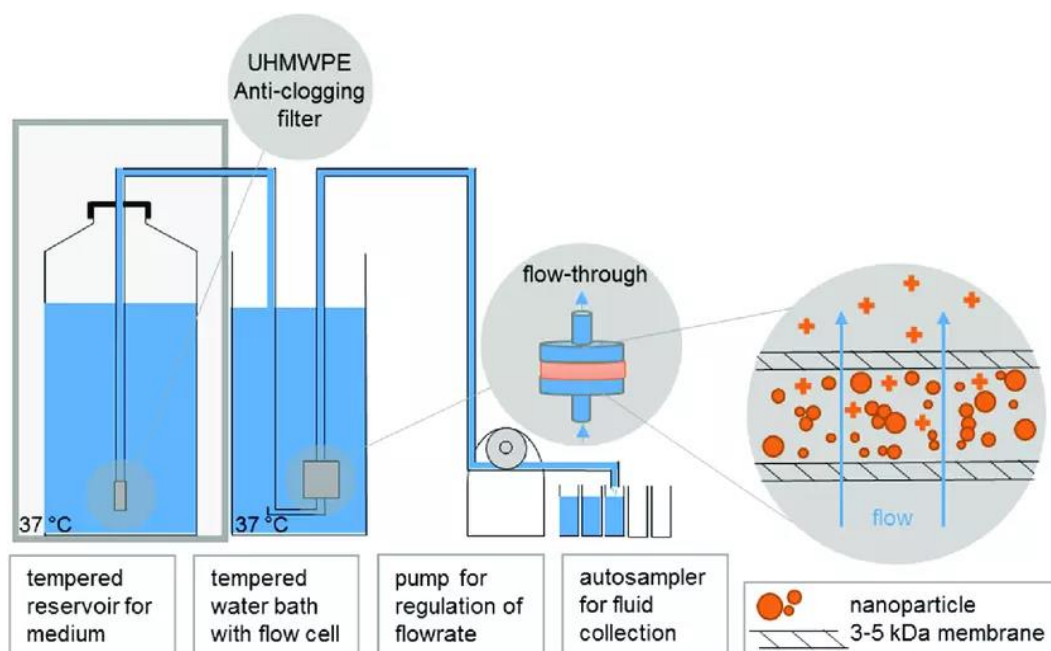 UHMWPE
Anti-clogging
filter
flow-through
flow
37 °C
37 °C
tempered
reservoir for
medium
tempered
water bath
with flow cell
pump for
regulation of
flowrate
autosampler
for fluid
collection
nanoparticle
3-5 kDa membrane